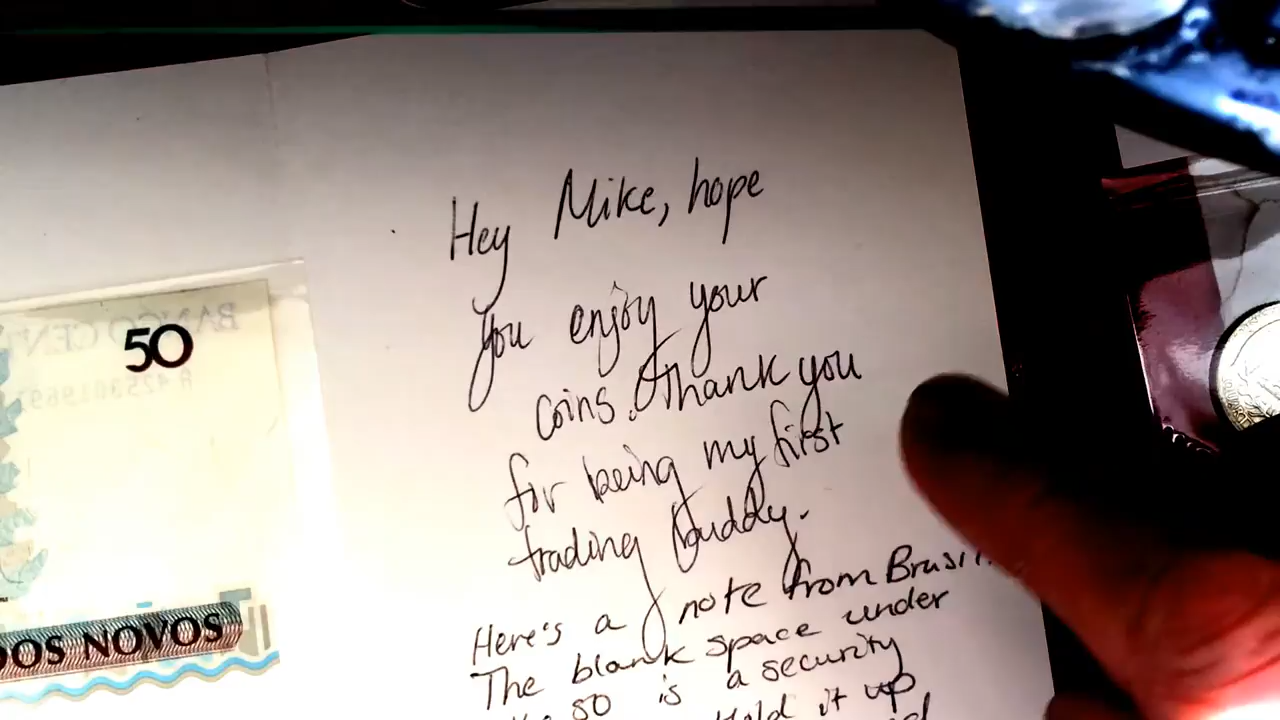 Hey Mike, hope
you enjoy your
coins. Thank you
for being my first
trading buddy.
Here's a note from Brasil.
The blank space under
the 50 is a security
Hold it up
50
DOS NOVOS